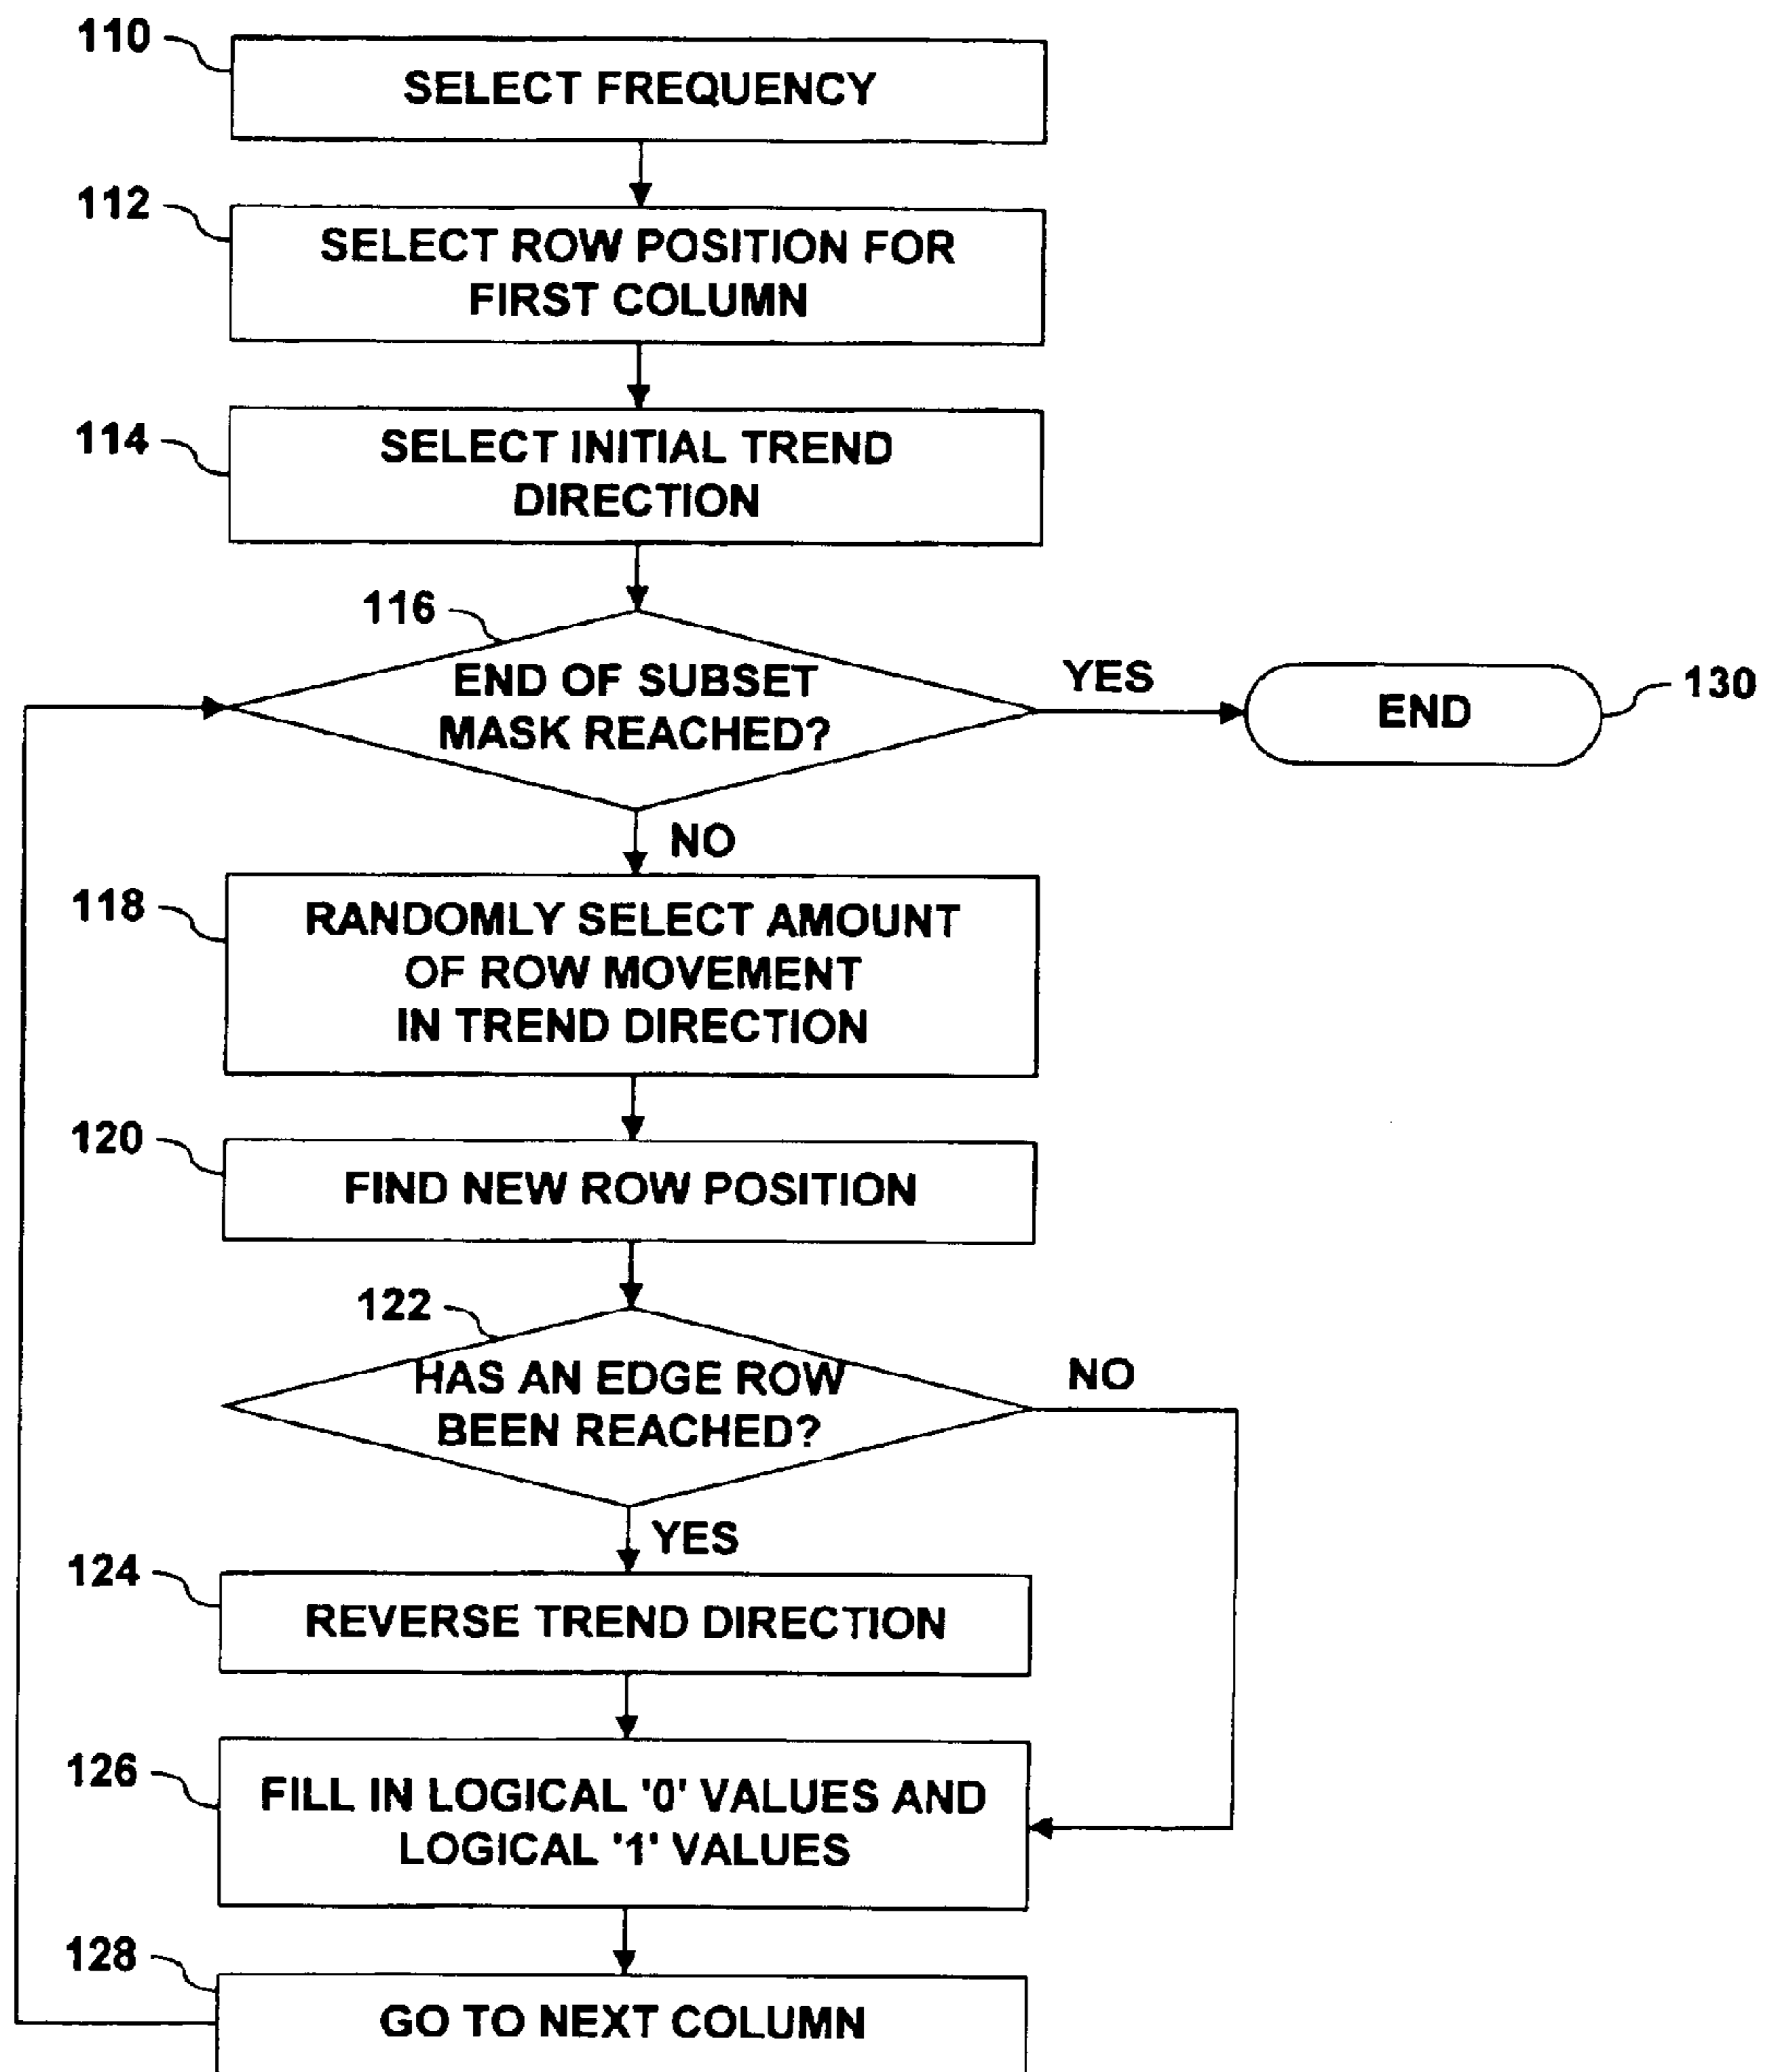 110
SELECT FREQUENCY
112
SELECT ROW POSITION FOR
FIRST COLUMN
114
SELECT INITIAL TREND
DIRECTION
116
END OF SUBSET
MASK REACHED?
YES
END
130
NO
118
RANDOMLY SELECT AMOUNT
OF ROW MOVEMENT
IN TREND DIRECTION
120
FIND NEW ROW POSITION
122
HAS AN EDGE ROW
BEEN REACHED?
NO
YES
124
REVERSE TREND DIRECTION
126
FILL IN LOGICAL '0' VALUES AND
LOGICAL '1' VALUES
128
GO TO NEXT COLUMN